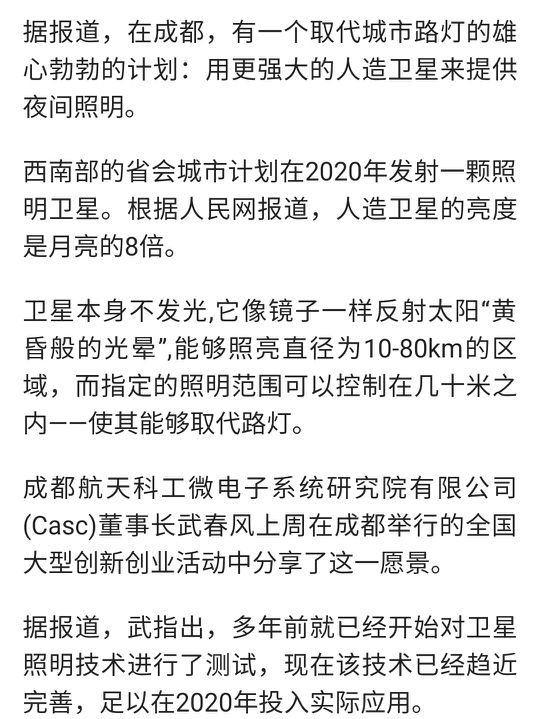 据报道，在成都，有一个取代城市路灯的雄
心勃勃的计划：用更强大的人造卫星来提供
夜间照明。
西南部的省会城市计划在2020年发射一颗照
明卫星。根据人民网报道，人造卫星的亮度
是月亮的8倍。
卫星本身不发光,它像镜子一样反射太阳“黄
昏般的光晕”,能够照亮直径为10-80km的区
域，而指定的照明范围可以控制在几十米之
内——使其能够取代路灯。
成都航天科工微电子系统研究院有限公司
(Casc)董事长武春风上周在成都举行的全国
大型创新创业活动中分享了这一愿景。
据报道，武指出，多年前就已经开始对卫星
照明技术进行了测试，现在该技术已经趋近
完善，足以在2020年投入实际应用。